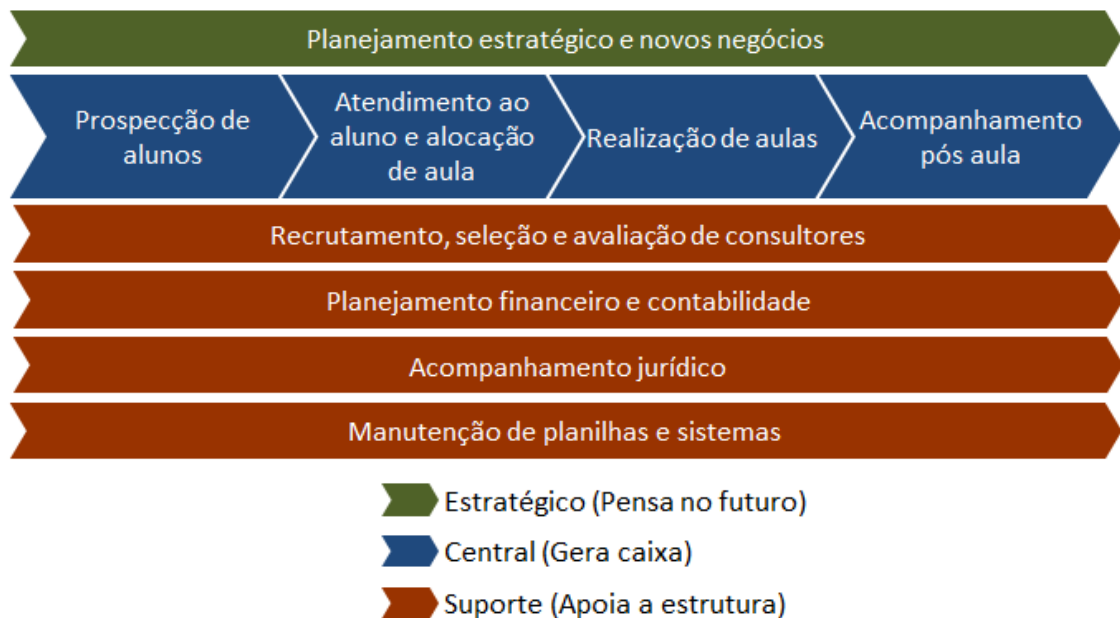 Planejamento estratégico e novos negócios
Prospecção de
alunos
Atendimento ao
aluno e alocação
de aula
Realização de aulas
Acompanhamento
pós aula
Recrutamento, seleção e avaliação de consultores
Planejamento financeiro e contabilidade
Acompanhamento jurídico
Manutenção de planilhas e sistemas
Estratégico (Pensa no futuro)
Central (Gera caixa)
Suporte (Apoia a estrutura)